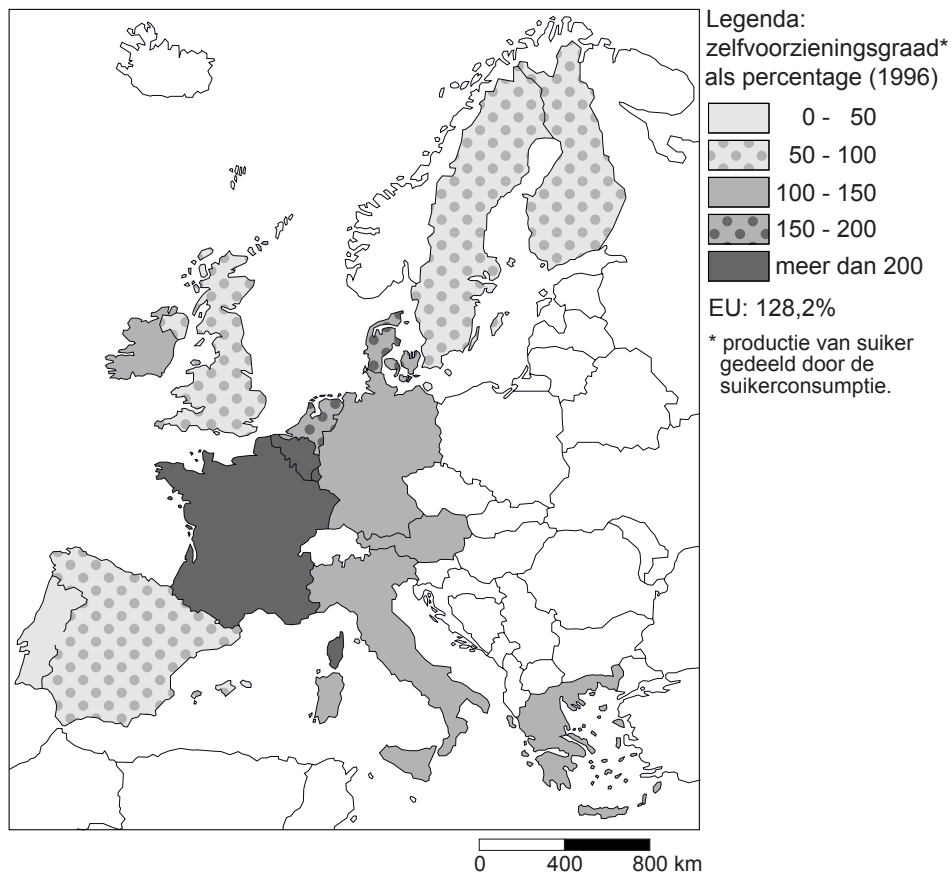 Legenda:
zelfvoorzieningsgraad*
als percentage (1996)
0 - 50
50 - 100
100 - 150
150 - 200
meer dan 200
EU: 128,2%
* productie van suiker
gedeeld door de
suikerconsumptie.
0 400 800 km